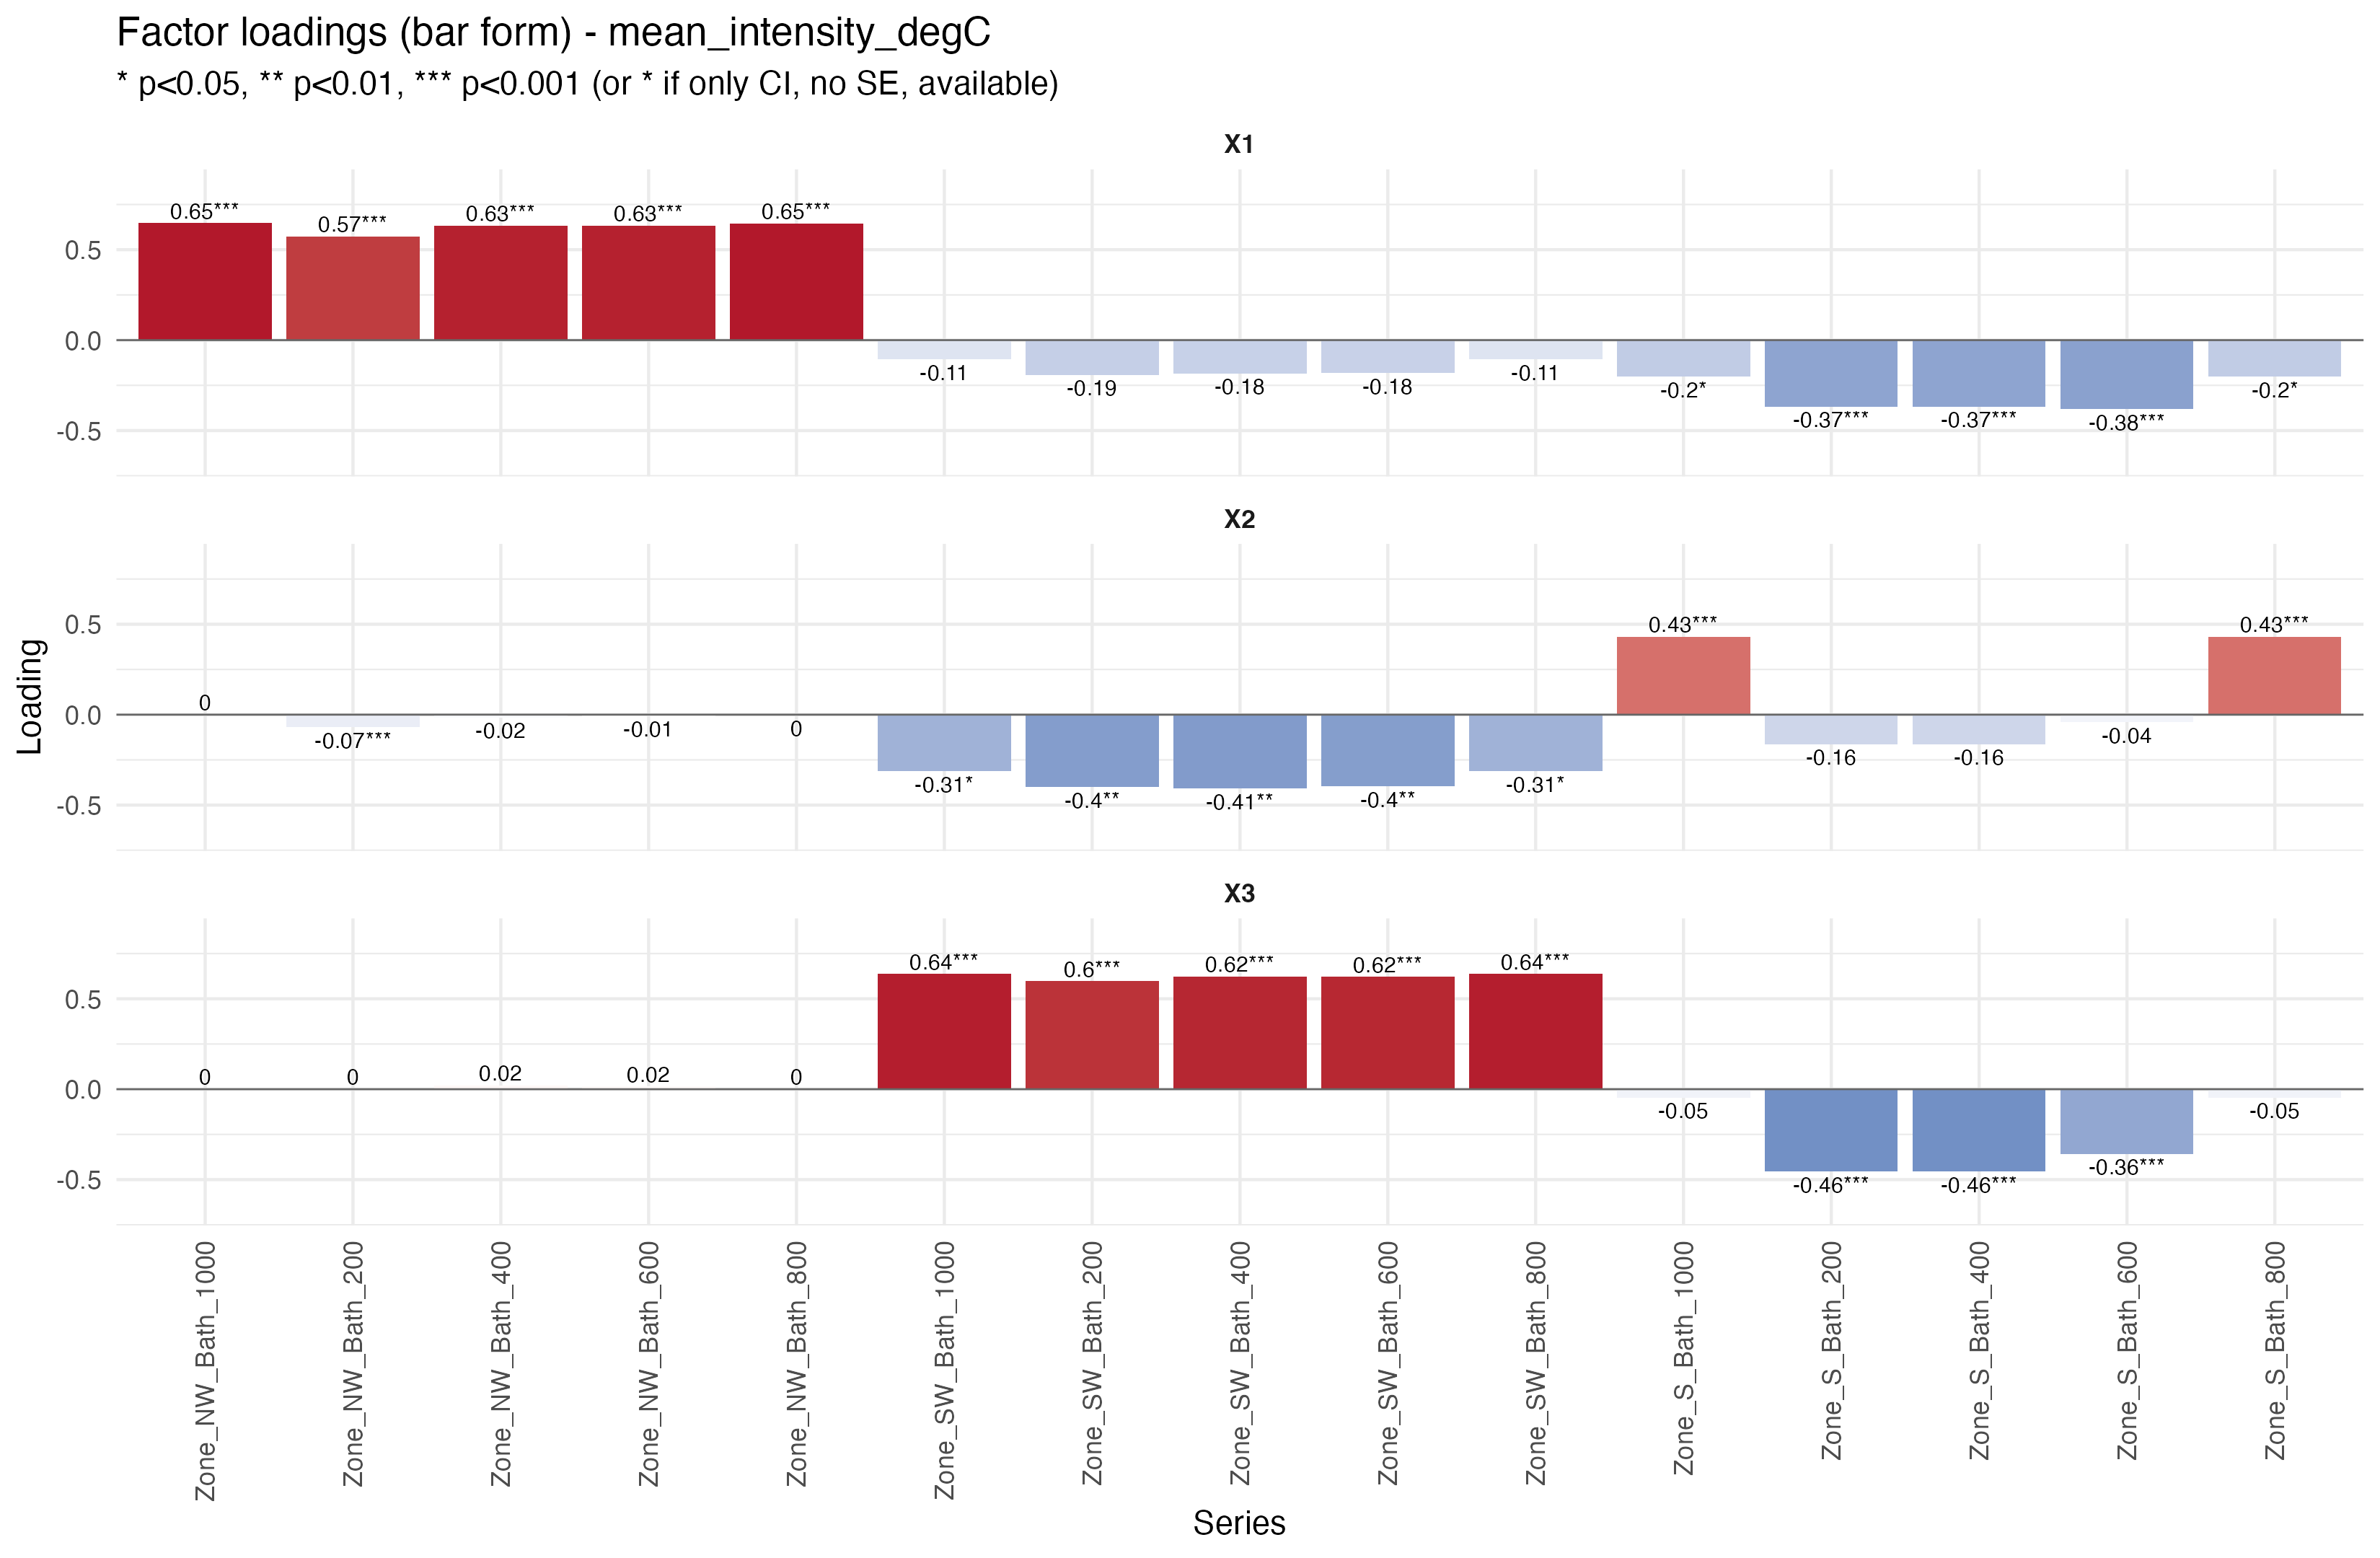 Factor loadings (bar form) - mean_intensity_degC
* p<0.05, ** p<0.01, *** p<0.001 (or * if only CI, no SE, available)
X1
0.65*** 0.57*** 0.63*** 0.63*** 0.65*** -0.11 -0.19 -0.18 -0.18 -0.11 -0.2* -0.37*** -0.37*** -0.38*** -0.2*
0.5
0.0
-0.5
X2
0 -0.07*** -0.02 -0.01 0 -0.31* -0.4** -0.41** -0.4** -0.31* 0.43*** -0.16 -0.16 -0.04 0.43***
0.5
0.0
-0.5
Loading
X3
0 0 0.02 0.02 0 0.64*** 0.6*** 0.62*** 0.62*** 0.64*** -0.05 -0.46*** -0.46*** -0.36*** -0.05
0.5
0.0
-0.5
Zone_NW_Bath_1000
Zone_NW_Bath_200
Zone_NW_Bath_400
Zone_NW_Bath_600
Zone_NW_Bath_800
Zone_SW_Bath_1000
Zone_SW_Bath_200
Zone_SW_Bath_400
Zone_SW_Bath_600
Zone_SW_Bath_800
Zone_S_Bath_1000
Zone_S_Bath_200
Zone_S_Bath_400
Zone_S_Bath_600
Zone_S_Bath_800
Series